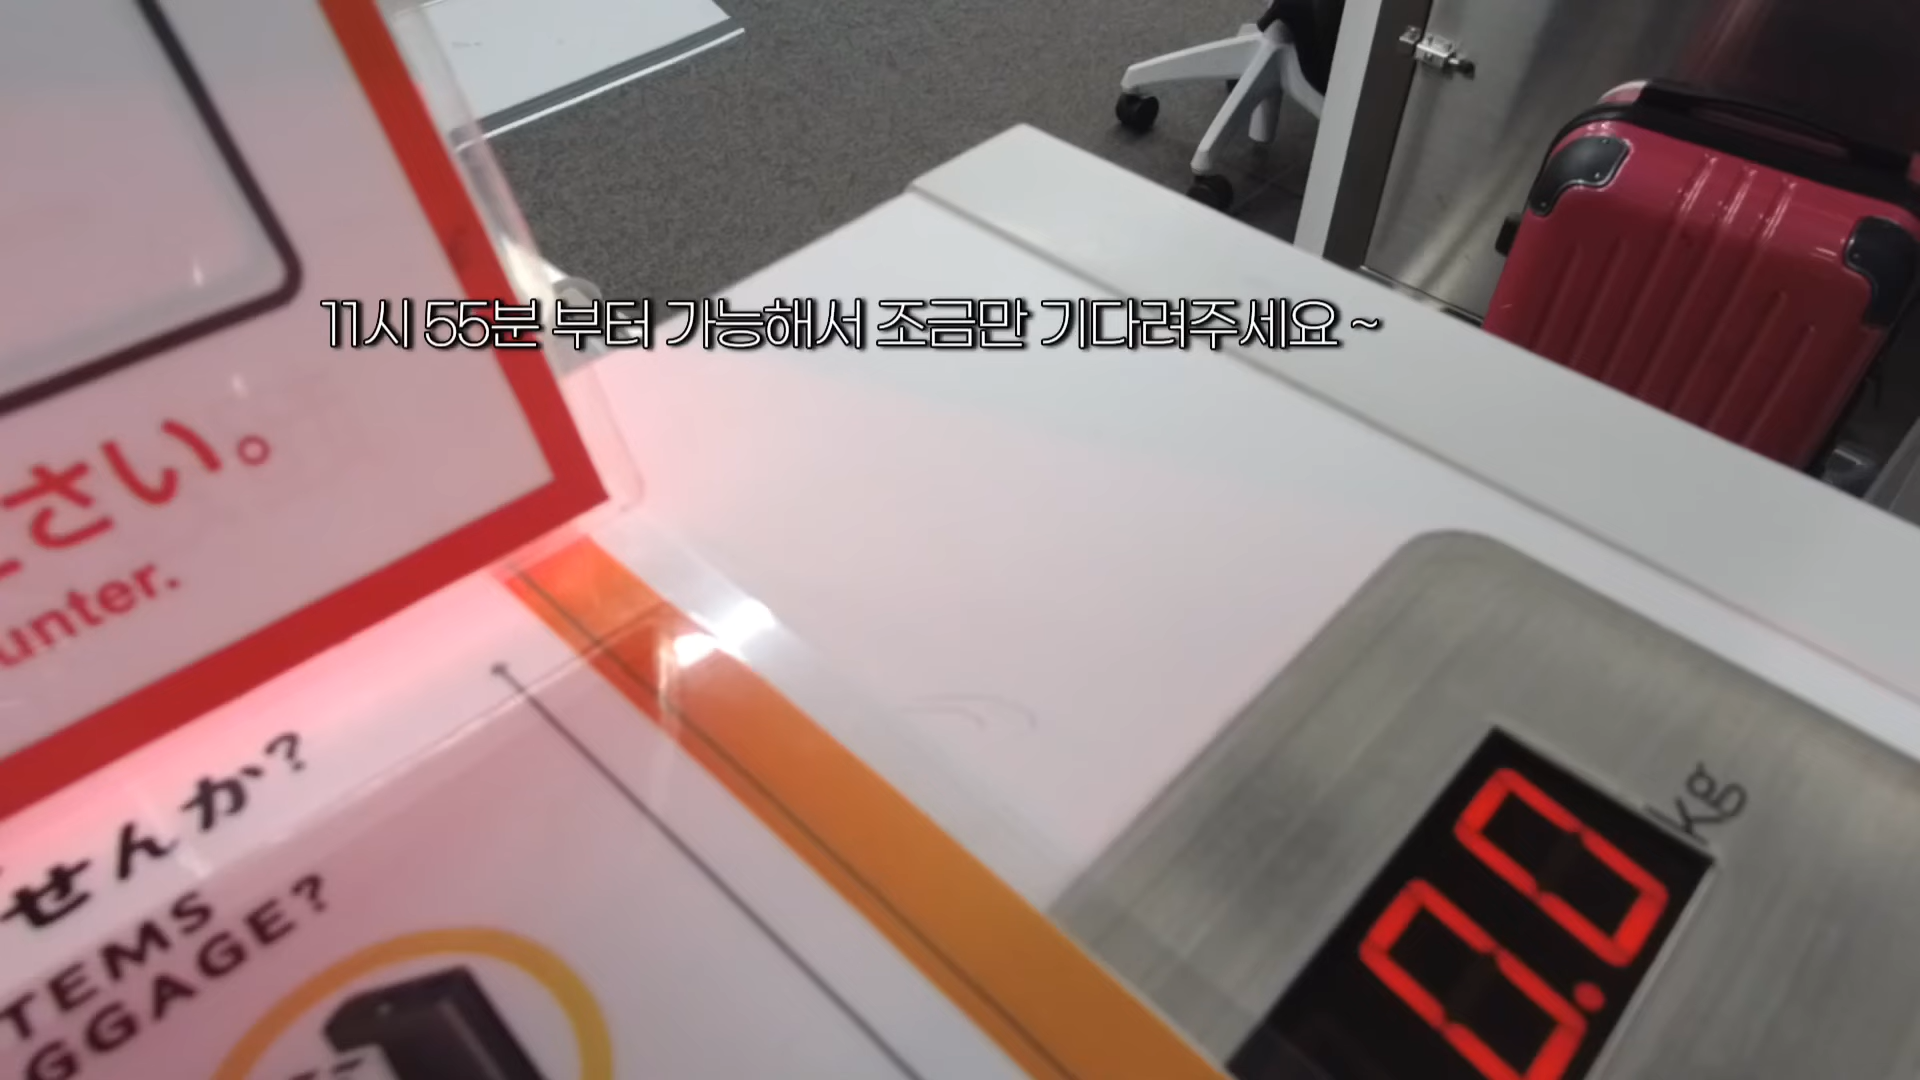 11시 55분 부터 가능해서 조금만 기다려주세요 ~
さい。
unter.
せんか?
TEMS
GGAGE?
kg
0.0